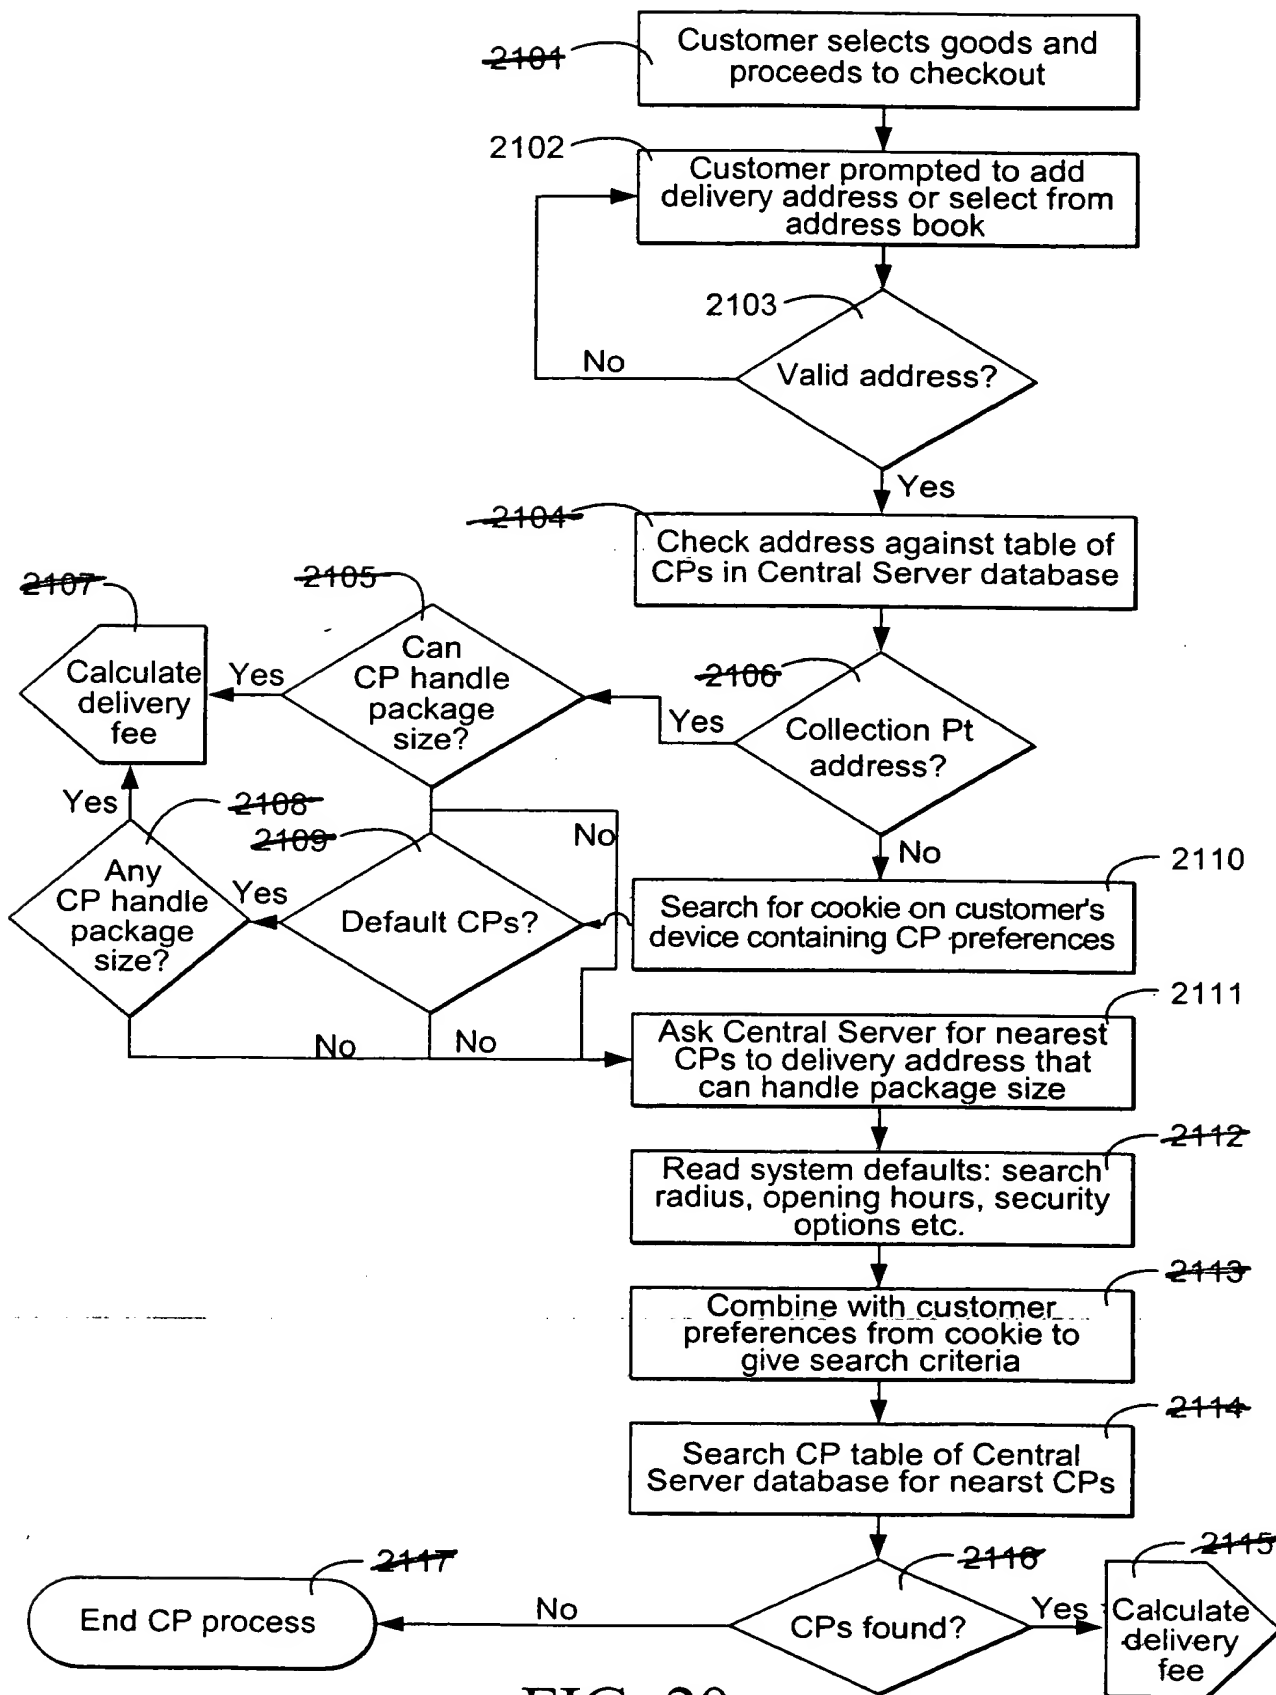 2101
Customer selects goods and
proceeds to checkout
2102
Customer prompted to add
delivery address or select from
address book
2103
Valid address?
No
Yes
2104
Check address against table of
CPs in Central Server database
2107
2105
2106
Calculate
delivery
fee
Yes
Can
CP handle
package
size?
Yes
Collection Pt
address?
Yes
2108
2109
No
No
2110
Any
CP handle
package
size?
Yes
Default CPs?
Search for cookie on customer's
device containing CP preferences
2111
No
No
Ask Central Server for nearest
CPs to delivery address that
can handle package size
2112
Read system defaults: search
radius, opening hours, security
options etc.
2113
Combine with customer
preferences from cookie to
give search criteria
2114
Search CP table of Central
Server database for nearst CPs
2117
2116
2115
End CP process
No
CPs found?
Yes
Calculate
delivery
fee
FIG. 20